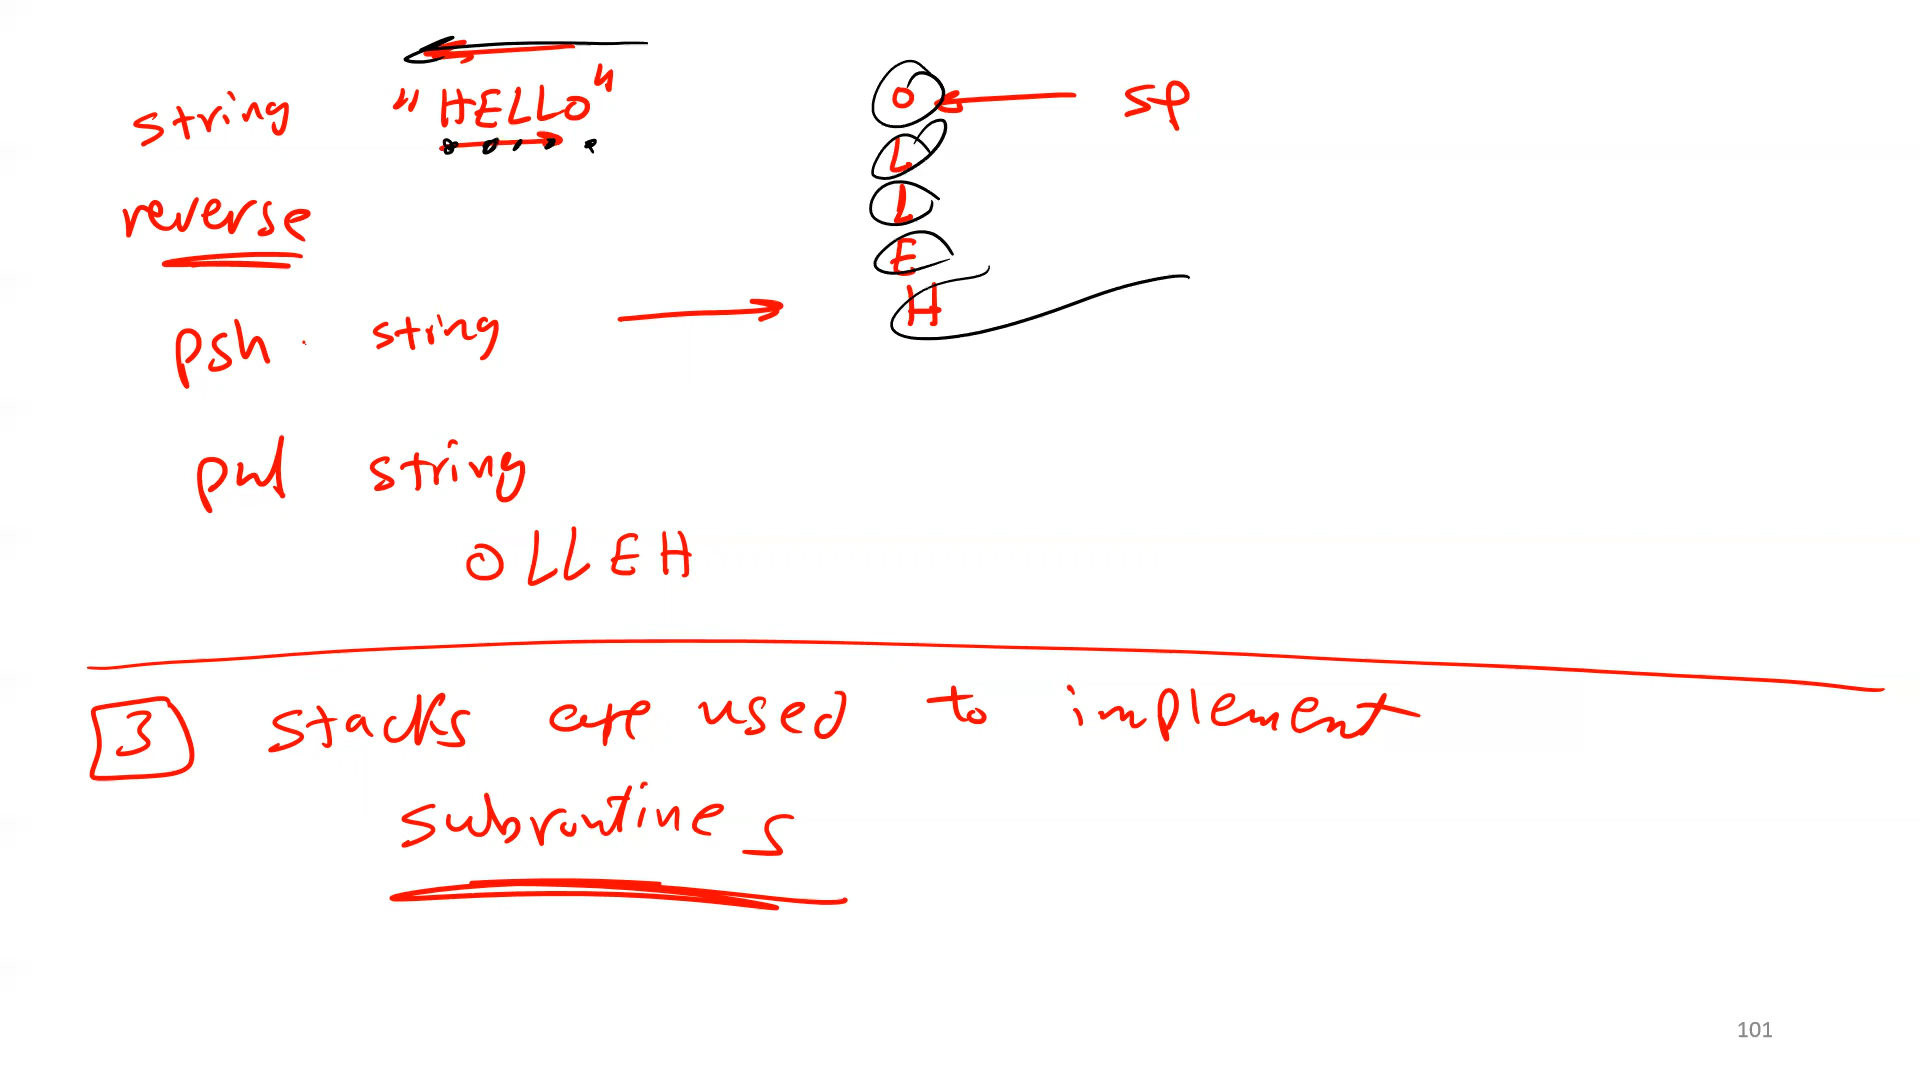 string "HELLO"
reverse
psh string
pul string
OLLEH
O
L
L
E
H
sp
3 stacks are used to implement
subroutines
101